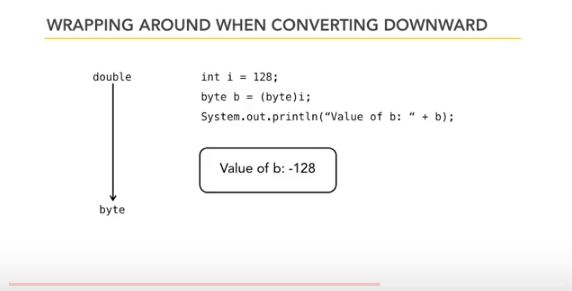 WRAPPING AROUND WHEN CONVERTING DOWNWARD
double
int i = 128;
byte b = (byte)i;
System.out.println(“Value of b: “ + b);
Value of b: -128
byte